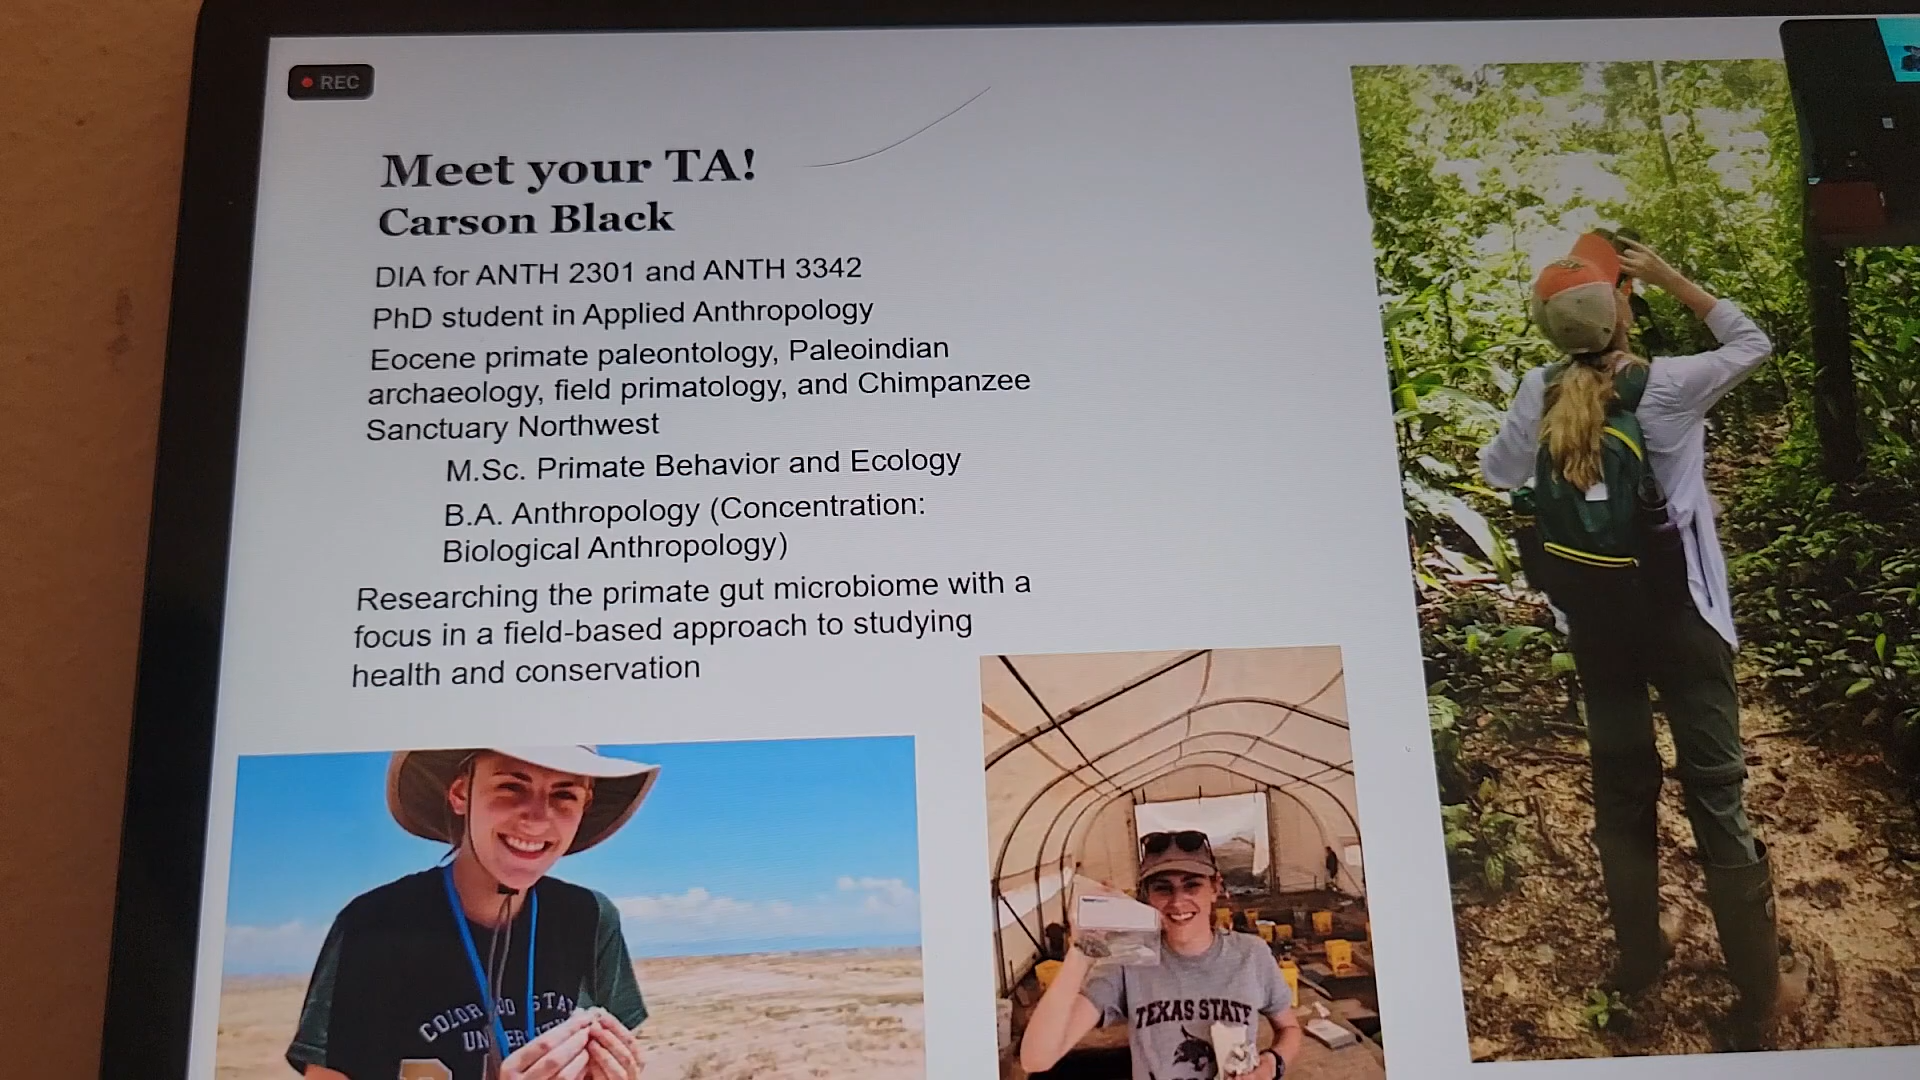 REC
Meet your TA!
Carson Black
DIA for ANTH 2301 and ANTH 3342
PhD student in Applied Anthropology
Eocene primate paleontology, Paleoindian
archaeology, field primatology, and Chimpanzee
Sanctuary Northwest
M.Sc. Primate Behavior and Ecology
B.A. Anthropology (Concentration:
Biological Anthropology)
Researching the primate gut microbiome with a
focus in a field-based approach to studying
health and conservation
TEXAS STATE